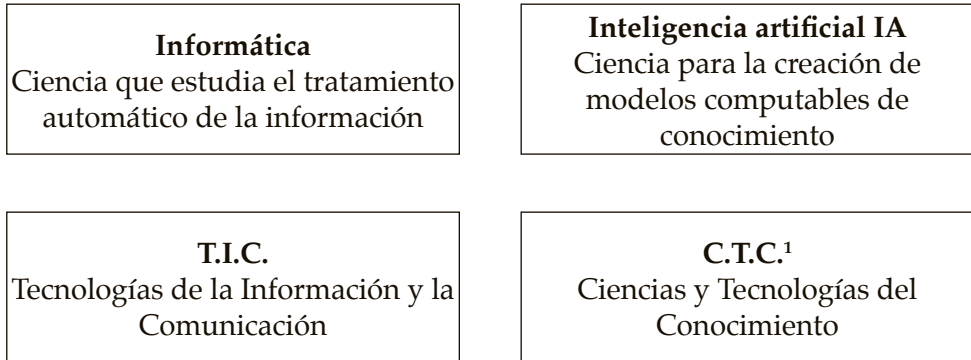 Informática
Ciencia que estudia el tratamiento
automático de la información
Inteligencia artificial IA
Ciencia para la creación de
modelos computables de
conocimiento
T.I.C.
Tecnologías de la Información y la
Comunicación
C.T.C.¹
Ciencias y Tecnologías del
Conocimiento